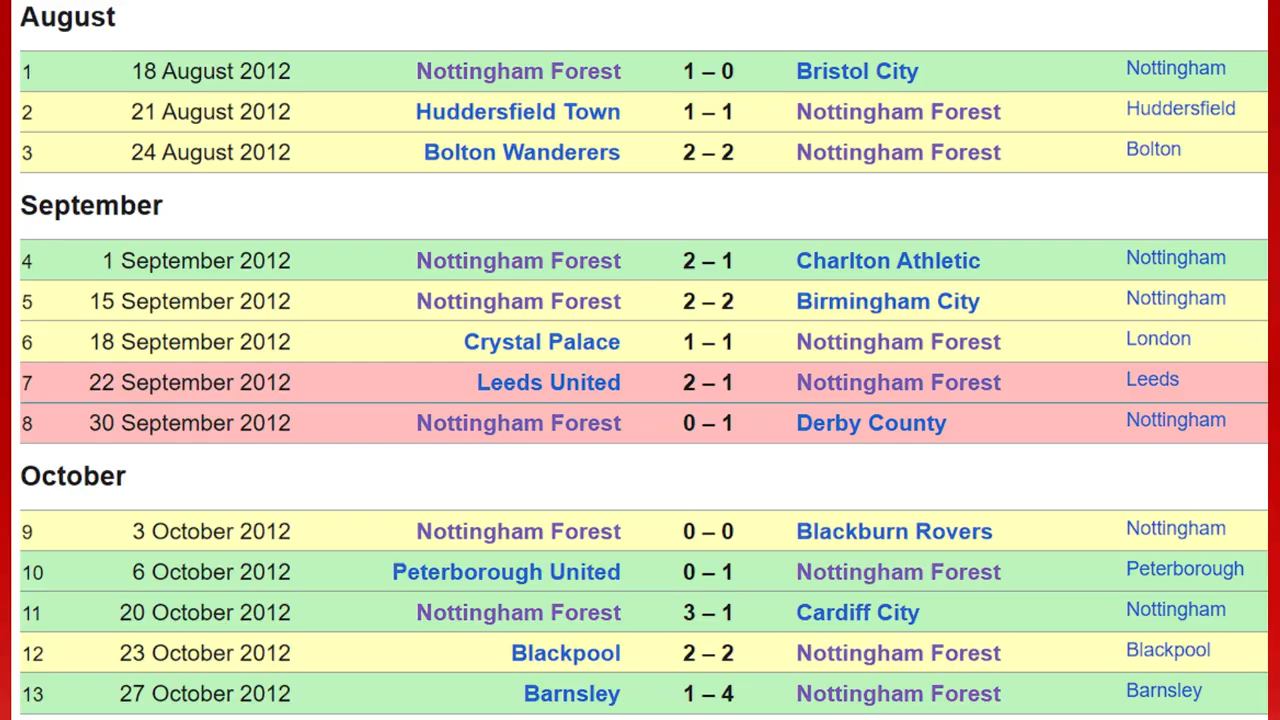 August
1 18 August 2012 Nottingham Forest 1 – 0 Bristol City Nottingham
2 21 August 2012 Huddersfield Town 1 – 1 Nottingham Forest Huddersfield
3 24 August 2012 Bolton Wanderers 2 – 2 Nottingham Forest Bolton
September
4 1 September 2012 Nottingham Forest 2 – 1 Charlton Athletic Nottingham
5 15 September 2012 Nottingham Forest 2 – 2 Birmingham City Nottingham
6 18 September 2012 Crystal Palace 1 – 1 Nottingham Forest London
7 22 September 2012 Leeds United 2 – 1 Nottingham Forest Leeds
8 30 September 2012 Nottingham Forest 0 – 1 Derby County Nottingham
October
9 3 October 2012 Nottingham Forest 0 – 0 Blackburn Rovers Nottingham
10 6 October 2012 Peterborough United 0 – 1 Nottingham Forest Peterborough
11 20 October 2012 Nottingham Forest 3 – 1 Cardiff City Nottingham
12 23 October 2012 Blackpool 2 – 2 Nottingham Forest Blackpool
13 27 October 2012 Barnsley 1 – 4 Nottingham Forest Barnsley